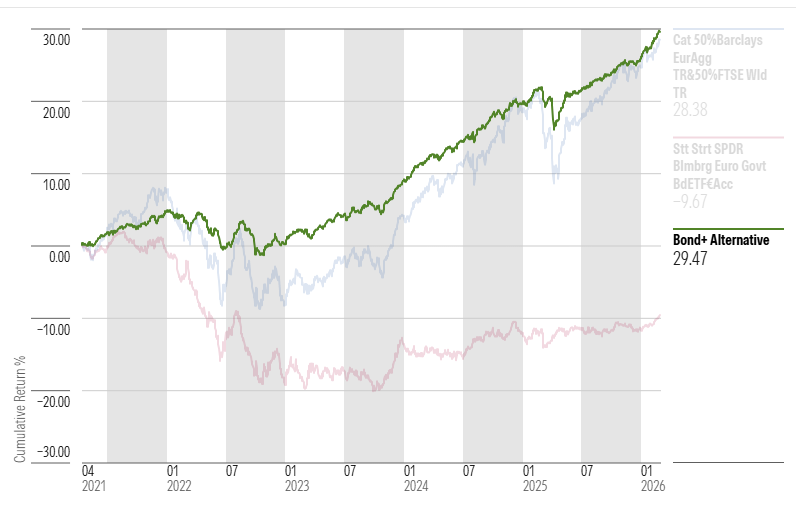 30.00
20.00
10.00
0.00
−10.00
−20.00
−30.00
Cumulative Return %
04
2021
01
2022
07
01
2023
07
01
2024
07
01
2025
07
01
2026
Cat 50%Barclays
EurAgg
TR&50%FTSE Wld
TR
28.38
Stt Strt SPDR
Blmbrg Euro Govt
BdETF€Acc
−9.67
Bond+ Alternative
29.47